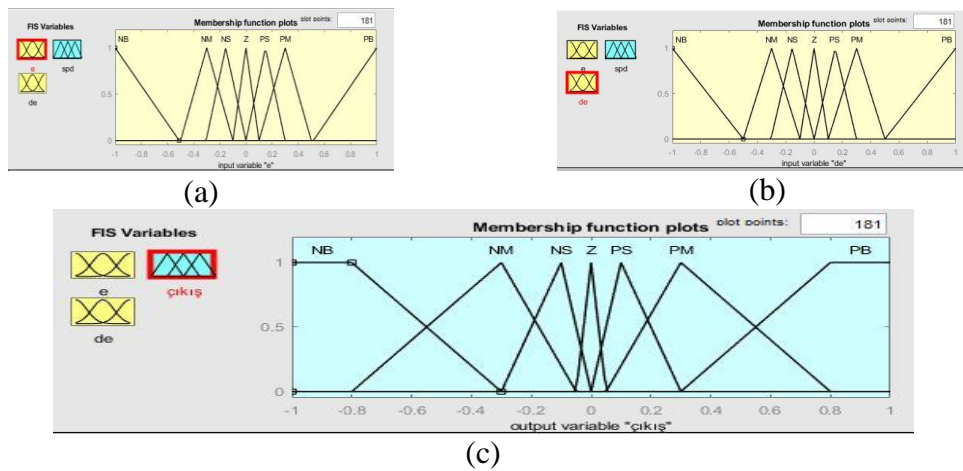 FIS Variables
Membership function plots plot points: 181
NB NM NS Z PS PM PB
e spd
de
1
0.5
0
-1 -0.8 -0.6 -0.4 -0.2 0 0.2 0.4 0.6 0.8 1
input variable "e"
(a)
FIS Variables
Membership function plots plot points: 181
NB NM NS Z PS PM PB
e spd
de
1
0.5
0
-1 -0.8 -0.6 -0.4 -0.2 0 0.2 0.4 0.6 0.8 1
input variable "de"
(b)
FIS Variables
Membership function plots plot points: 181
NB NM NS Z PS PM PB
e çıkış
de
1
0.5
0
-1 -0.8 -0.6 -0.4 -0.2 0 0.2 0.4 0.6 0.8 1
output variable "çıkış"
(c)